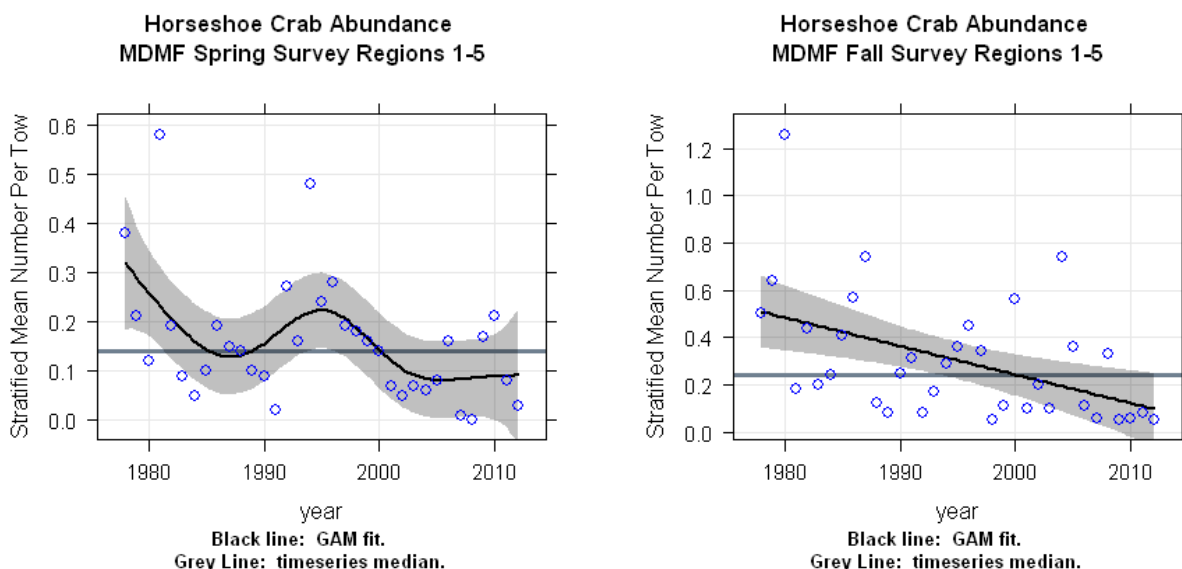 Horseshoe Crab Abundance
MDMF Spring Survey Regions 1-5
Stratified Mean Number Per Tow
0.6
0.5
0.4
0.3
0.2
0.1
0.0
1980 1990 2000 2010
year
Black line: GAM fit.
Grey Line: timeseries median.
Horseshoe Crab Abundance
MDMF Fall Survey Regions 1-5
Stratified Mean Number Per Tow
1.2
1.0
0.8
0.6
0.4
0.2
0.0
1980 1990 2000 2010
year
Black line: GAM fit.
Grey Line: timeseries median.